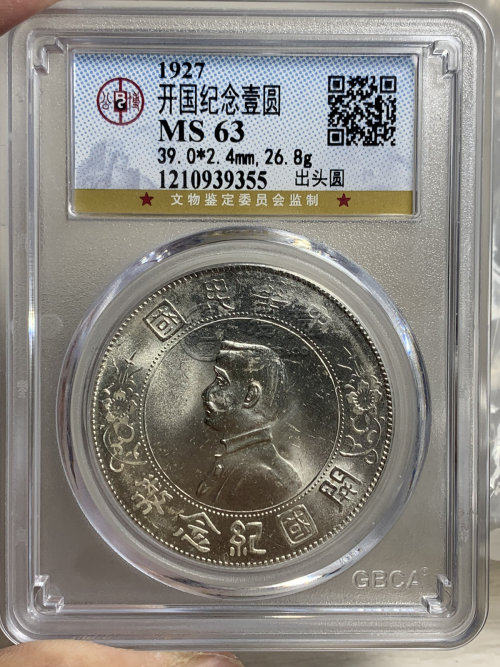 1927
开国纪念壹圆
MS 63
39.0*2.4mm,26.8g
1210939355
出头圆
公博
★ 文物鉴定委员会监制 ★
中華民國
開國紀念幣
GBCA